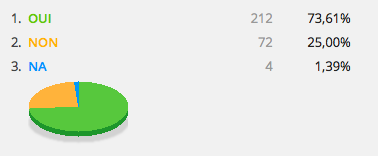 1. OUI 212 73,61%
2. NON 72 25,00%
3. NA 4 1,39%